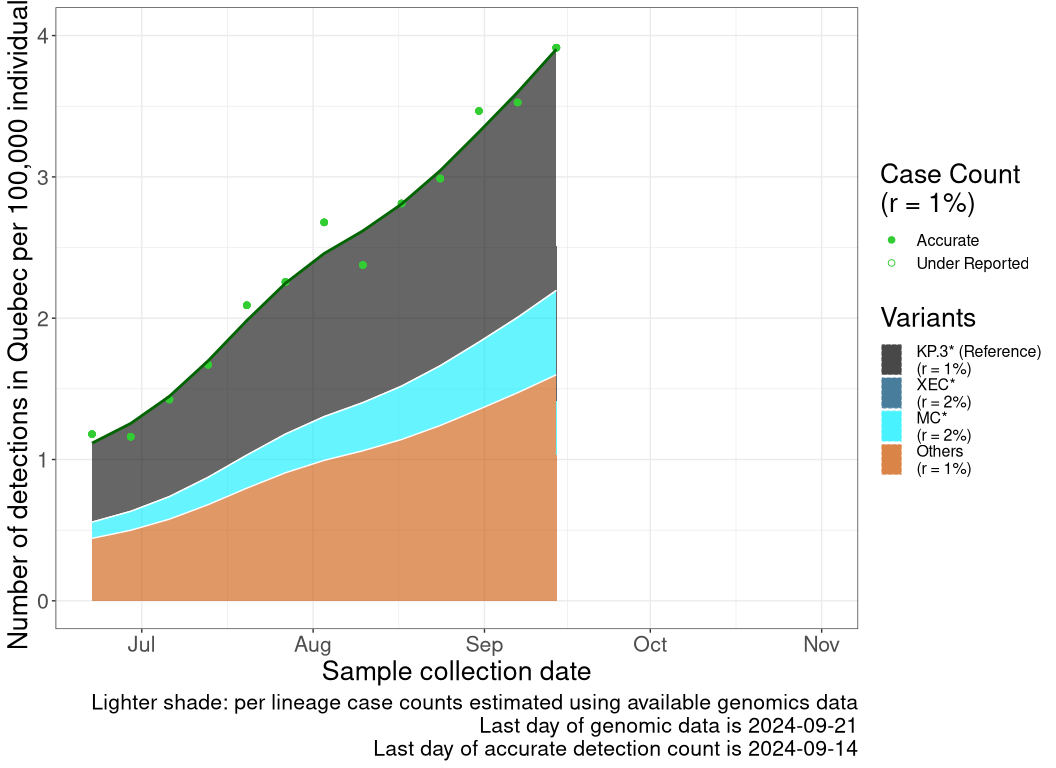 Number of detections in Quebec per 100,000 individual
4
3
2
1
0
Jul Aug Sep Oct Nov
Sample collection date
Lighter shade: per lineage case counts estimated using available genomics data
Last day of genomic data is 2024-09-21
Last day of accurate detection count is 2024-09-14
Case Count
(r = 1%)
Accurate
Under Reported
Variants
KP.3* (Reference)
(r = 1%)
XEC*
(r = 2%)
MC*
(r = 2%)
Others
(r = 1%)